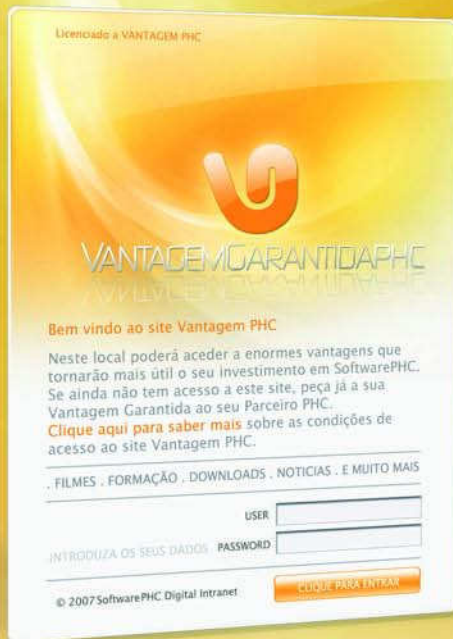 Licenciado a VANTAGEM PHC
VANTAGEMGARANTIDAPHC
Bem vindo ao site Vantagem PHC
Neste local poderá aceder a enormes vantagens que
tornarão mais útil o seu investimento em SoftwarePHC.
Se ainda não tem acesso a este site, peça já a sua
Vantagem Garantida ao seu Parceiro PHC.
Clique aqui para saber mais sobre as condições de
acesso ao site Vantagem PHC.
. FILMES . FORMAÇÃO . DOWNLOADS . NOTICIAS . E MUITO MAIS
USER
INTRODUZA OS SEUS DADOS PASSWORD
© 2007 SoftwarePHC Digital Intranet CLIQUE PARA ENTRAR